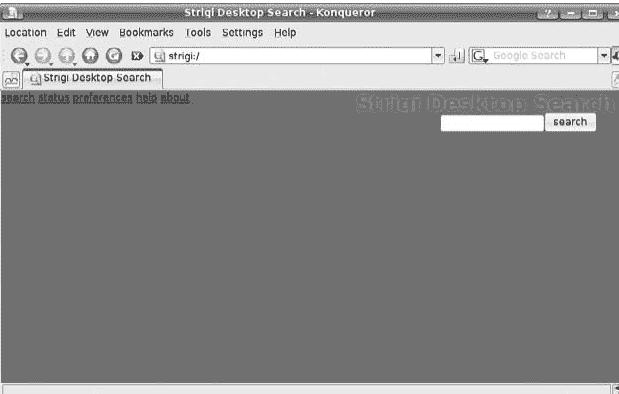 Strigi Desktop Search - Konqueror
Location Edit View Bookmarks Tools Settings Help
strigi:/ Google Search
Strigi Desktop Search
search status preferences help about
Strigi Desktop Search
search